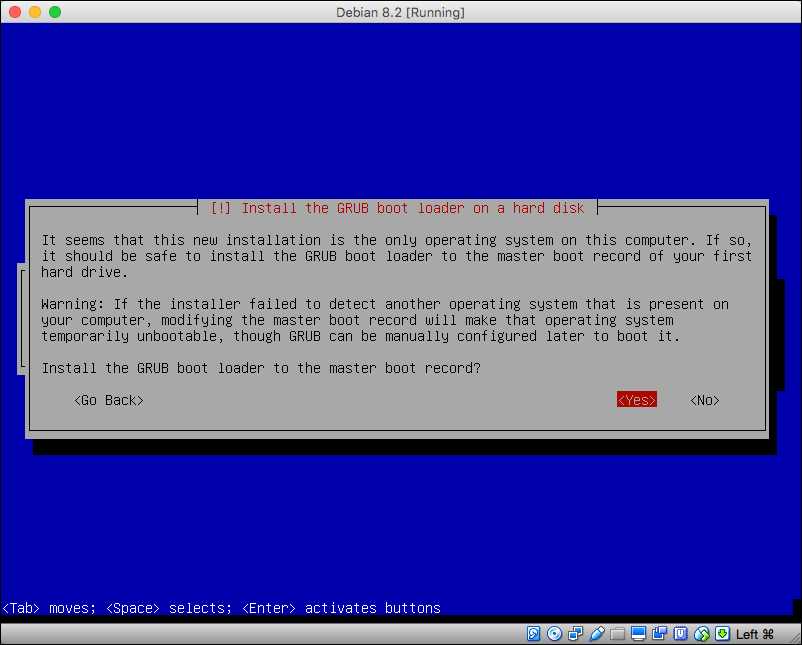 Debian 8.2 [Running]
[!] Install the GRUB boot loader on a hard disk
It seems that this new installation is the only operating system on this computer. If so,
it should be safe to install the GRUB boot loader to the master boot record of your first
hard drive.
Warning: If the installer failed to detect another operating system that is present on
your computer, modifying the master boot record will make that operating system
temporarily unbootable, though GRUB can be manually configured later to boot it.
Install the GRUB boot loader to the master boot record?
<Go Back> <Yes> <No>
<Tab> moves; <Space> selects; <Enter> activates buttons
Left ⌘